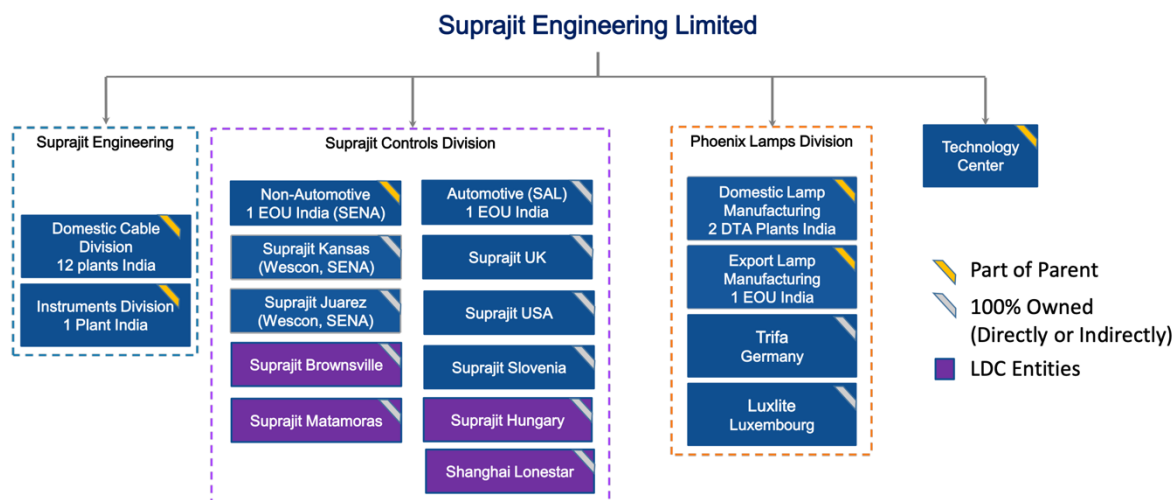 Suprajit Engineering Limited
Suprajit Engineering
Domestic Cable
Division
12 plants India
Instruments Division
1 Plant India
Suprajit Controls Division
Non-Automotive
1 EOU India (SENA)
Suprajit Kansas
(Wescon, SENA)
Suprajit Juarez
(Wescon, SENA)
Suprajit Brownsville
Suprajit Matamoras
Automotive (SAL)
1 EOU India
Suprajit UK
Suprajit USA
Suprajit Slovenia
Suprajit Hungary
Shanghai Lonestar
Phoenix Lamps Division
Domestic Lamp
Manufacturing
2 DTA Plants India
Export Lamp
Manufacturing
1 EOU India
Trifa
Germany
Luxlite
Luxembourg
Technology
Center
Part of Parent
100% Owned
(Directly or Indirectly)
LDC Entities